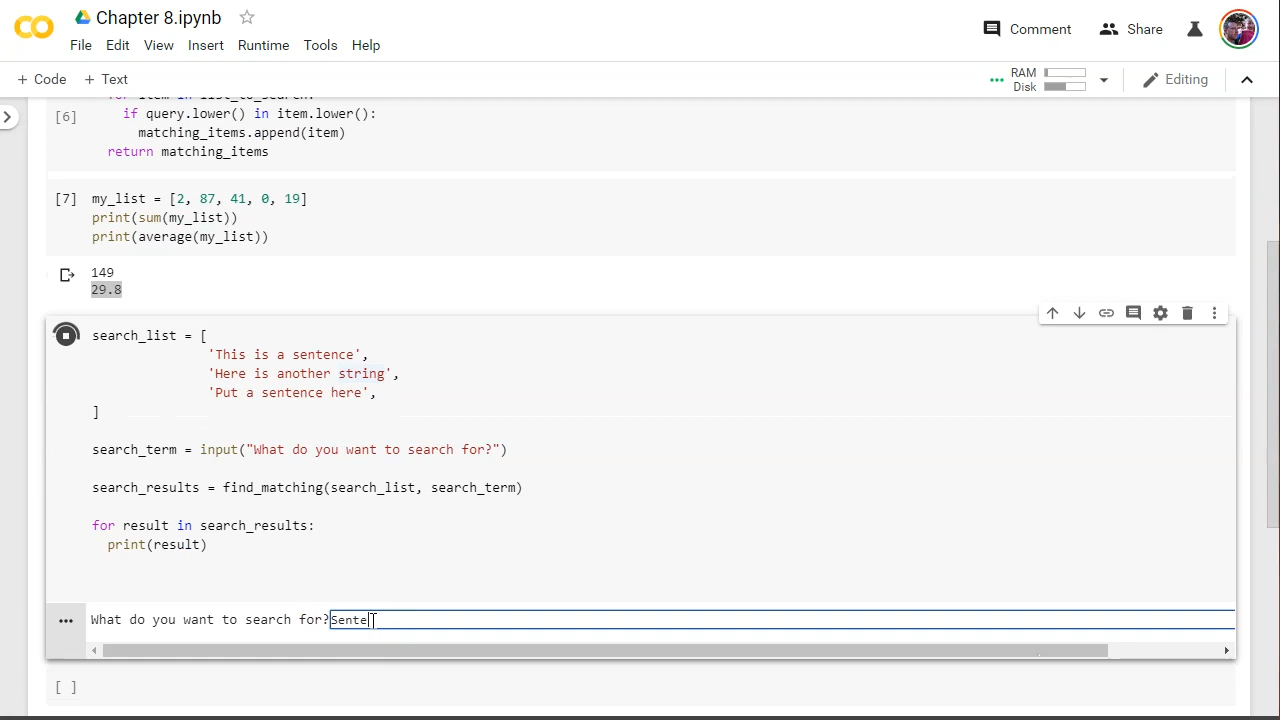 Chapter 8.ipynb
File Edit View Insert Runtime Tools Help
Comment
Share
+ Code + Text
RAM
Disk
Editing
for item in list_to_search:
[6]
if query.lower() in item.lower():
matching_items.append(item)
return matching_items
[7]
my_list = [2, 87, 41, 0, 19]
print(sum(my_list))
print(average(my_list))
149
29.8
search_list = [
'This is a sentence',
'Here is another string',
'Put a sentence here',
]
search_term = input("What do you want to search for?")
search_results = find_matching(search_list, search_term)
for result in search_results:
print(result)
What do you want to search for?Sente
[ ]